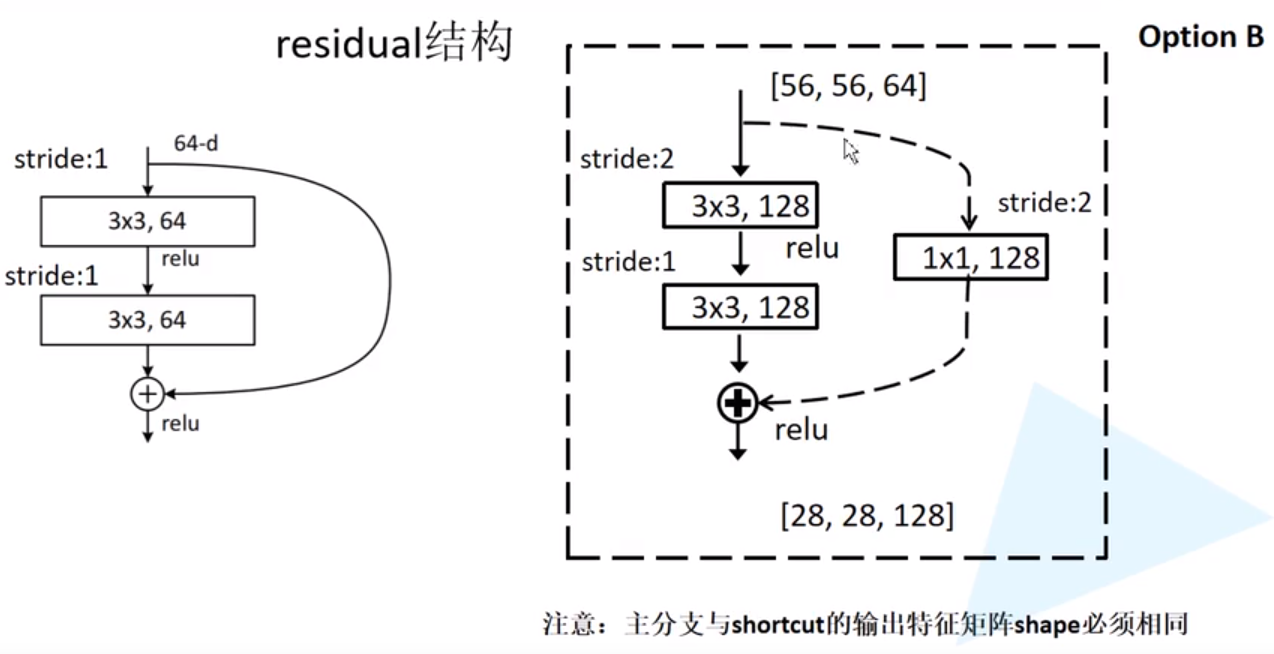 residual结构
Option B
64-d
stride:1
3x3, 64
relu
stride:1
3x3, 64
+
relu
[56, 56, 64]
stride:2
3x3, 128
relu
stride:2
1x1, 128
stride:1
3x3, 128
+
relu
[28, 28, 128]
注意：主分支与shortcut的输出特征矩阵shape必须相同